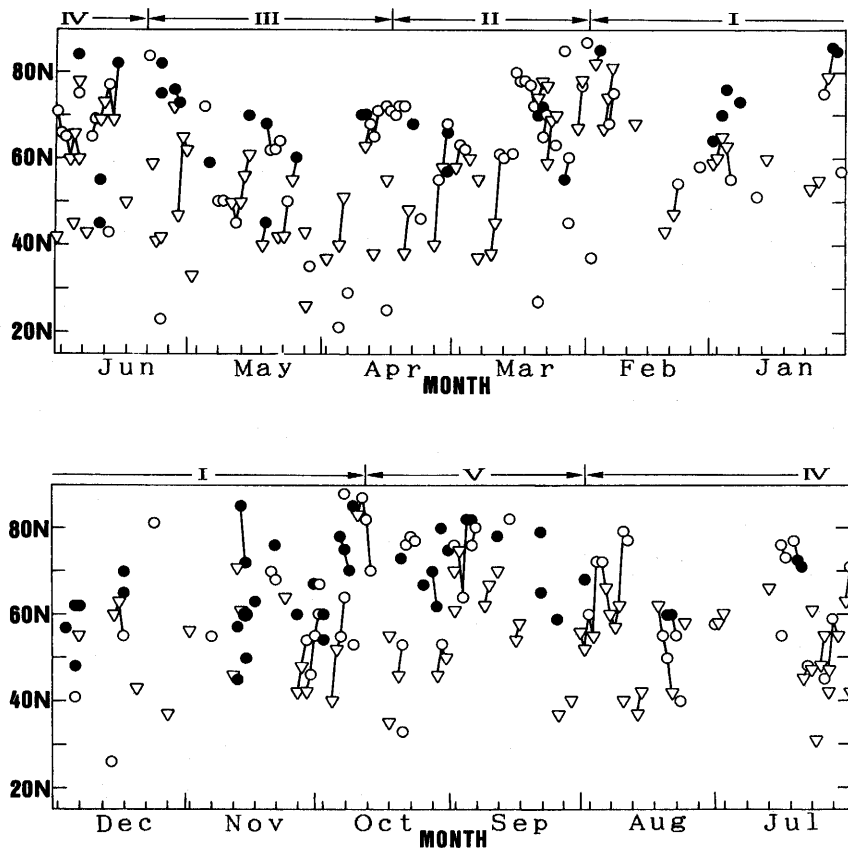 IV III II I
80N
60N
40N
20N
Jun May Apr Mar Feb Jan
MONTH
I V IV
80N
60N
40N
20N
Dec Nov Oct Sep Aug Jul
MONTH